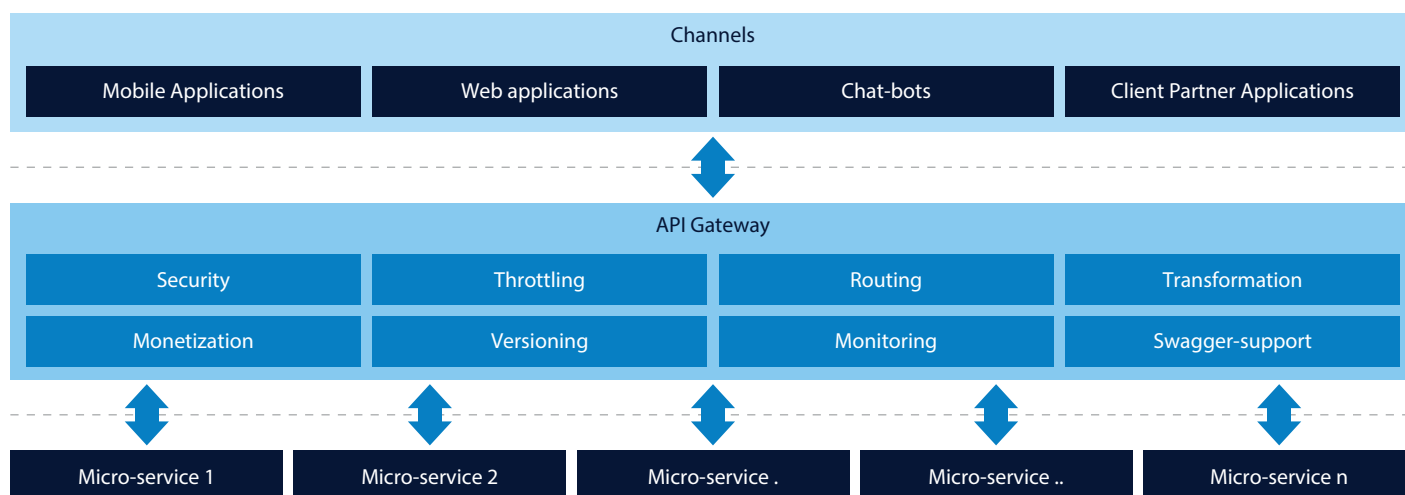 Channels
Mobile Applications
Web applications
Chat-bots
Client Partner Applications
API Gateway
Security
Throttling
Routing
Transformation
Monetization
Versioning
Monitoring
Swagger-support
Micro-service 1
Micro-service 2
Micro-service .
Micro-service ..
Micro-service n